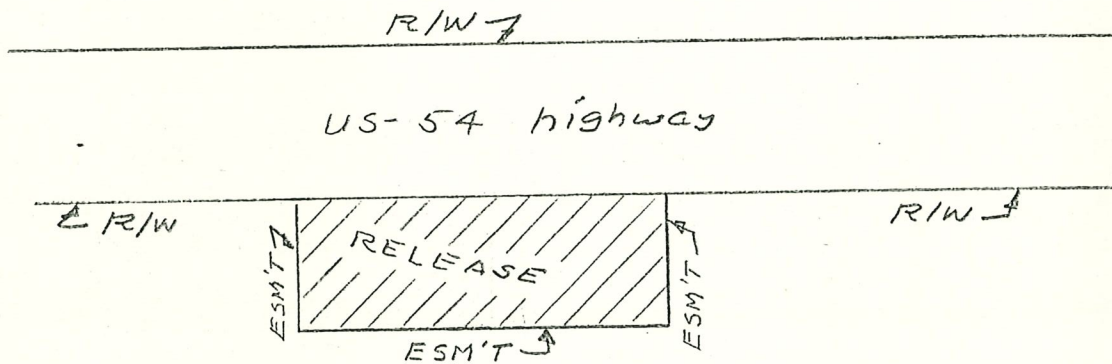 R/W
US-54 highway
R/W
R/W
RELEASE
ESM'T
ESM'T
ESM'T